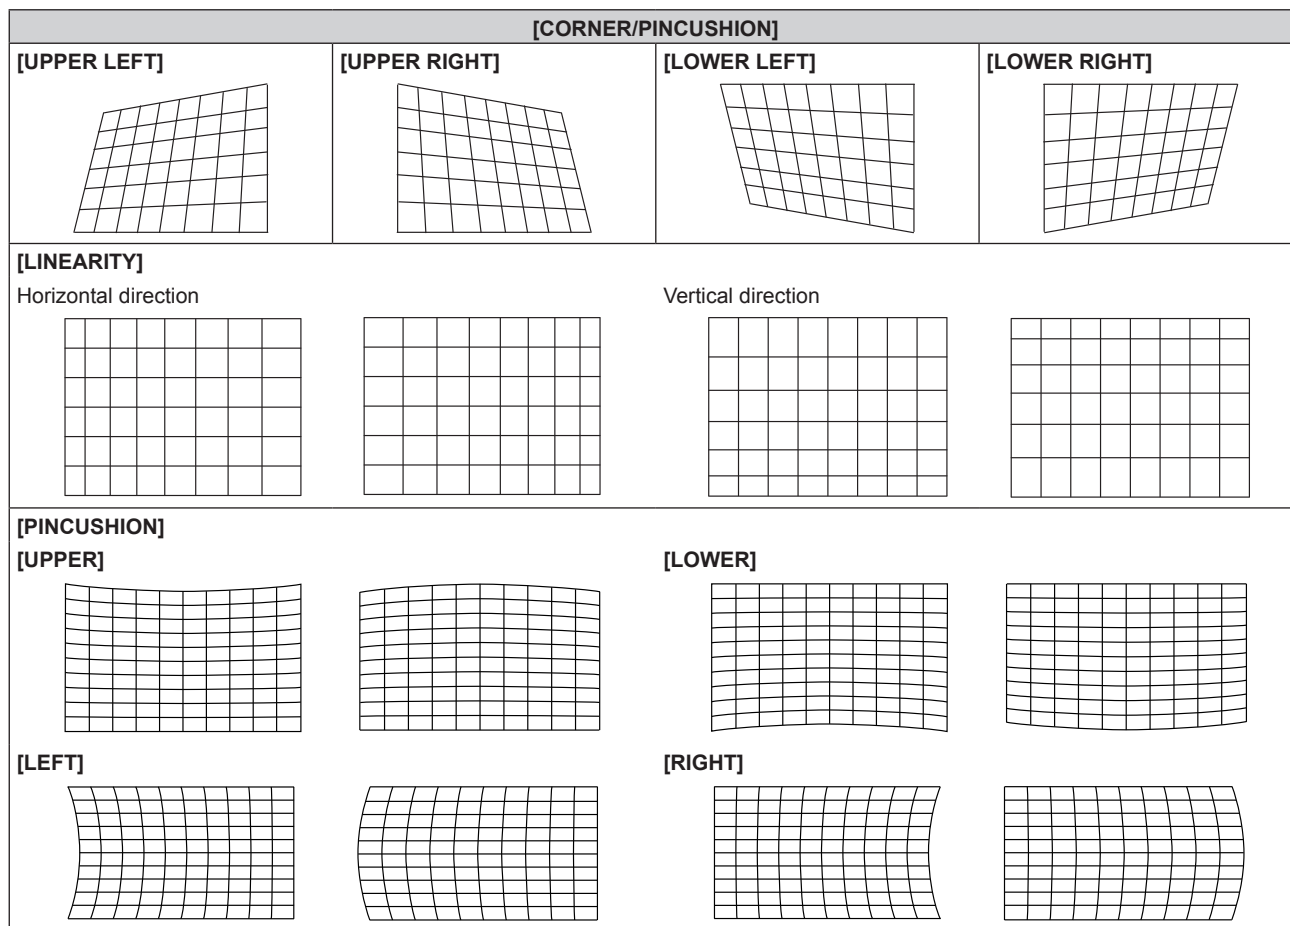 [CORNER/PINCUSHION]
[UPPER LEFT]
[UPPER RIGHT]
[LOWER LEFT]
[LOWER RIGHT]
[LINEARITY]
Horizontal direction
Vertical direction
[PINCUSHION]
[UPPER]
[LOWER]
[LEFT]
[RIGHT]